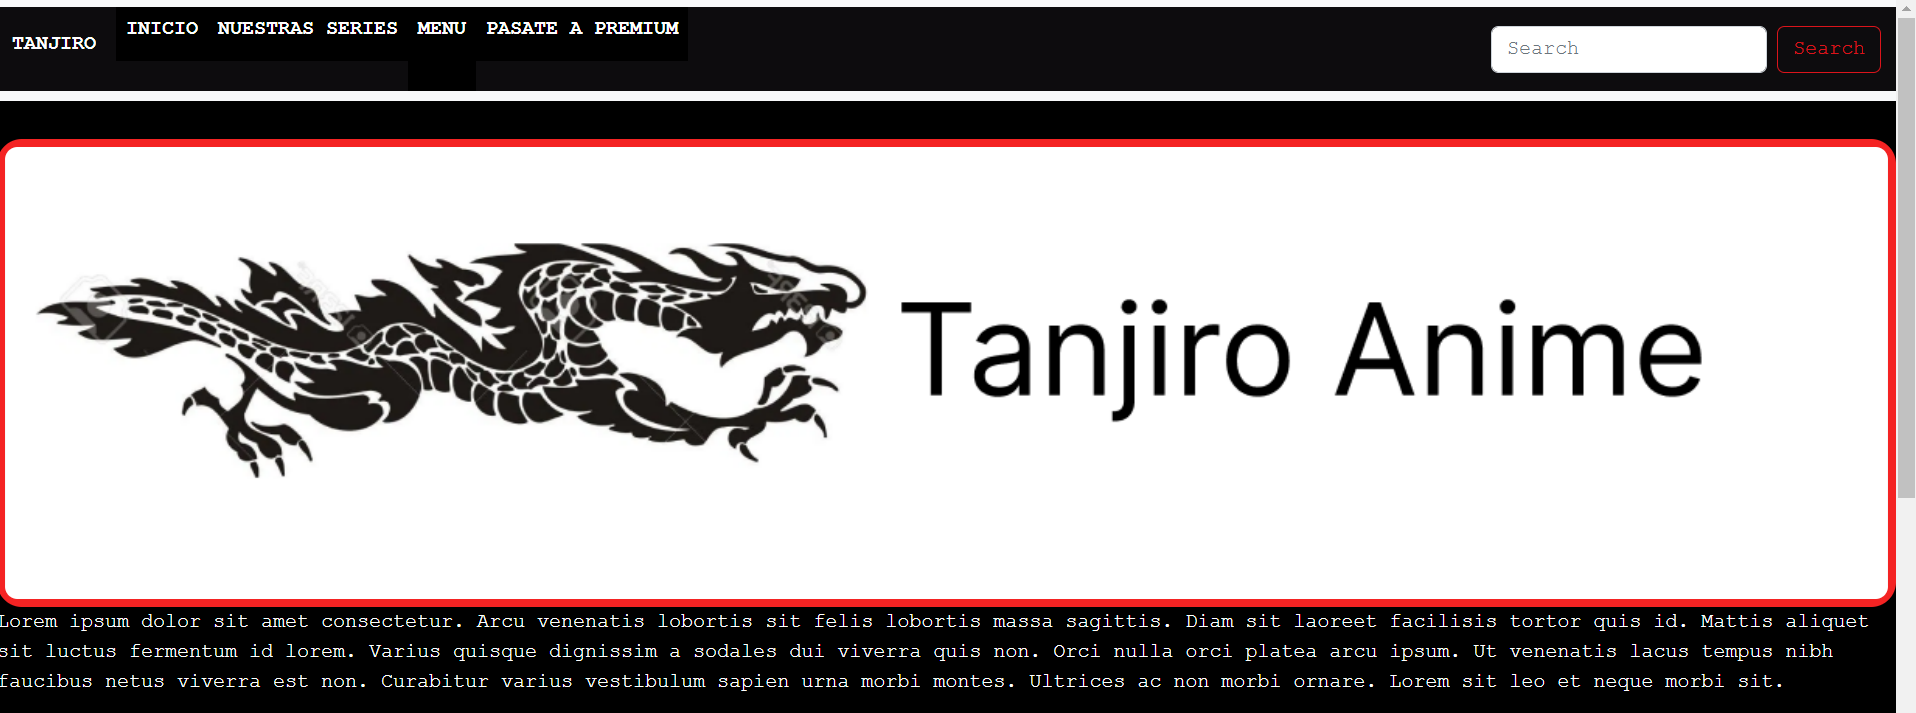 TANJIRO INICIO NUESTRAS SERIES MENU PASATE A PREMIUM Search Search
Tanjiro Anime
Lorem ipsum dolor sit amet consectetur. Arcu venenatis lobortis sit felis lobortis massa sagittis. Diam sit laoreet facilisis tortor quis id. Mattis aliquet
sit luctus fermentum id lorem. Varius quisque dignissim a sodales dui viverra quis non. Orci nulla orci platea arcu ipsum. Ut venenatis lacus tempus nibh
faucibus netus viverra est non. Curabitur varius vestibulum sapien urna morbi montes. Ultrices ac non morbi ornare. Lorem sit leo et neque morbi sit.